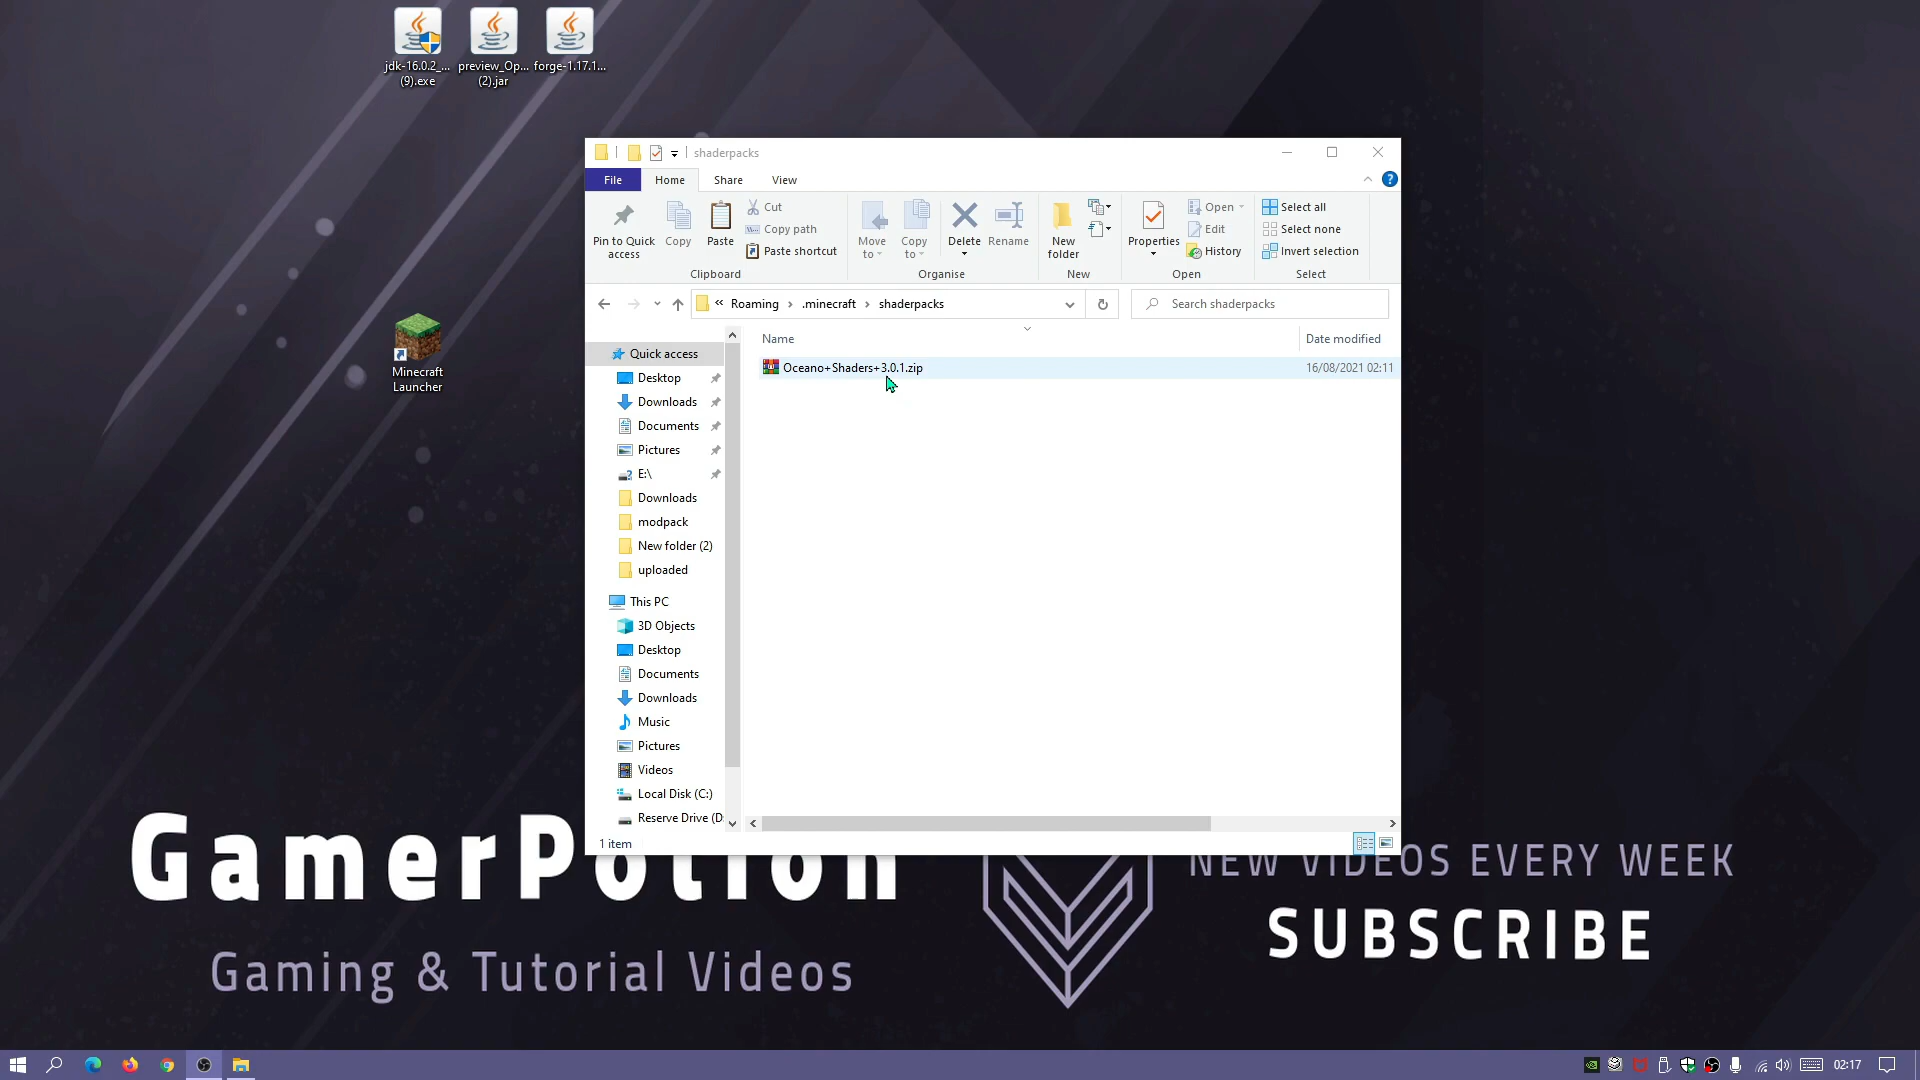 jdk-16.0.2_...
(9).exe
preview_Op...
(2).jar
forge-1.17.1...
Minecraft
Launcher
shaderpacks
File
Home
Share
View
Pin to Quick
access
Copy
Paste
Cut
Copy path
Paste shortcut
Clipboard
Move
to
Copy
to
Delete
Rename
Organise
New
folder
New
Properties
Open
Edit
History
Open
Select all
Select none
Invert selection
Select
« Roaming › .minecraft › shaderpacks
Search shaderpacks
Name
Date modified
Oceano+Shaders+3.0.1.zip
16/08/2021 02:11
Quick access
Desktop
Downloads
Documents
Pictures
E:\
Downloads
modpack
New folder (2)
uploaded
This PC
3D Objects
Desktop
Documents
Downloads
Music
Pictures
Videos
Local Disk (C:)
Reserve Drive (D:
1 item
GamerPotion
Gaming & Tutorial Videos
NEW VIDEOS EVERY WEEK
SUBSCRIBE
02:17